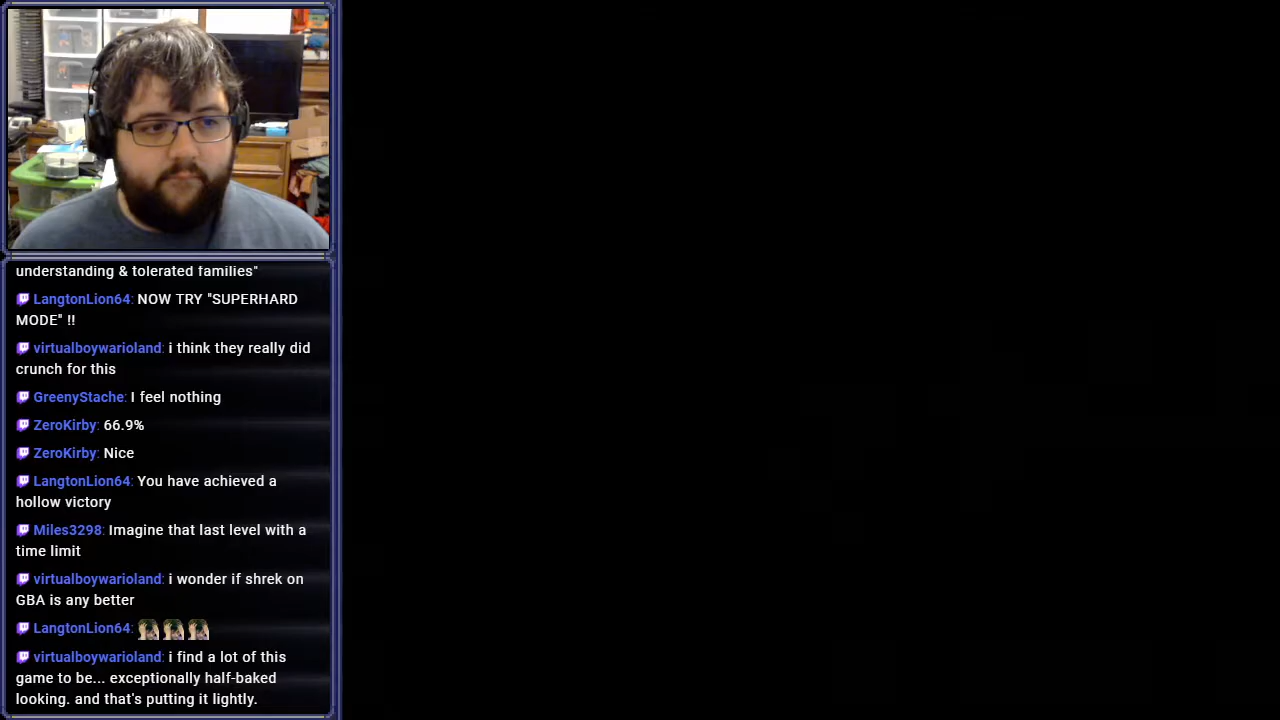 understanding & tolerated families"
LangtonLion64: NOW TRY "SUPERHARD
MODE" !!
virtualboywarioland: i think they really did
crunch for this
GreenyStache: I feel nothing
ZeroKirby: 66.9%
ZeroKirby: Nice
LangtonLion64: You have achieved a
hollow victory
Miles3298: Imagine that last level with a
time limit
virtualboywarioland: i wonder if shrek on
GBA is any better
LangtonLion64:
virtualboywarioland: i find a lot of this
game to be... exceptionally half-baked
looking. and that's putting it lightly.